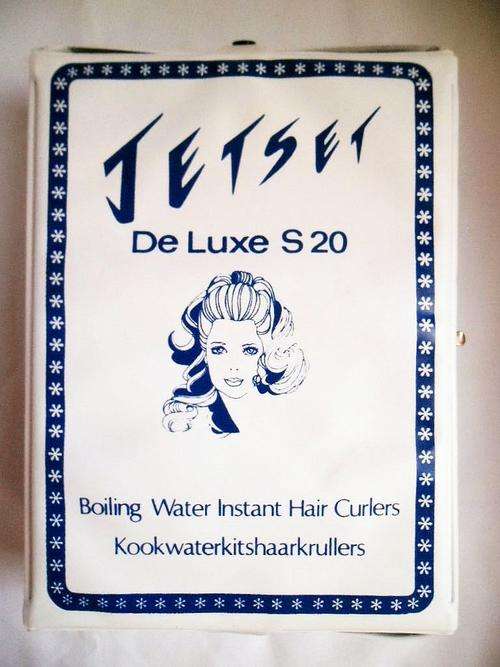 JETSET
De Luxe S 20
Boiling Water Instant Hair Curlers
Kookwaterkitshaarkrullers